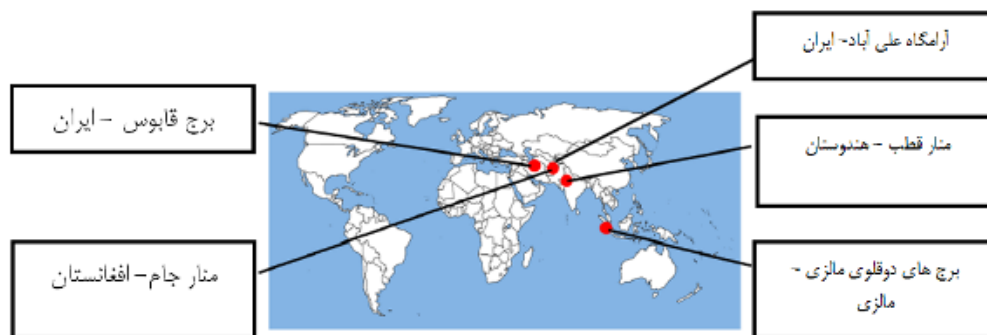 آرامگاه علی آباد- ایران
برج قابوس - ایران
منار قطب - هندوستان
منار جام- افغانستان
برج های دوقلوی مالزی -
مالزی